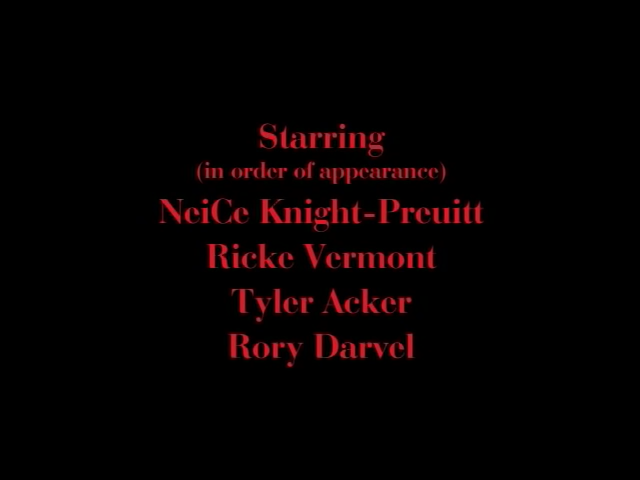 Starring
(in order of appearance)
NeiCe Knight-Preuitt
Ricke Vermont
Tyler Acker
Rory Darvel